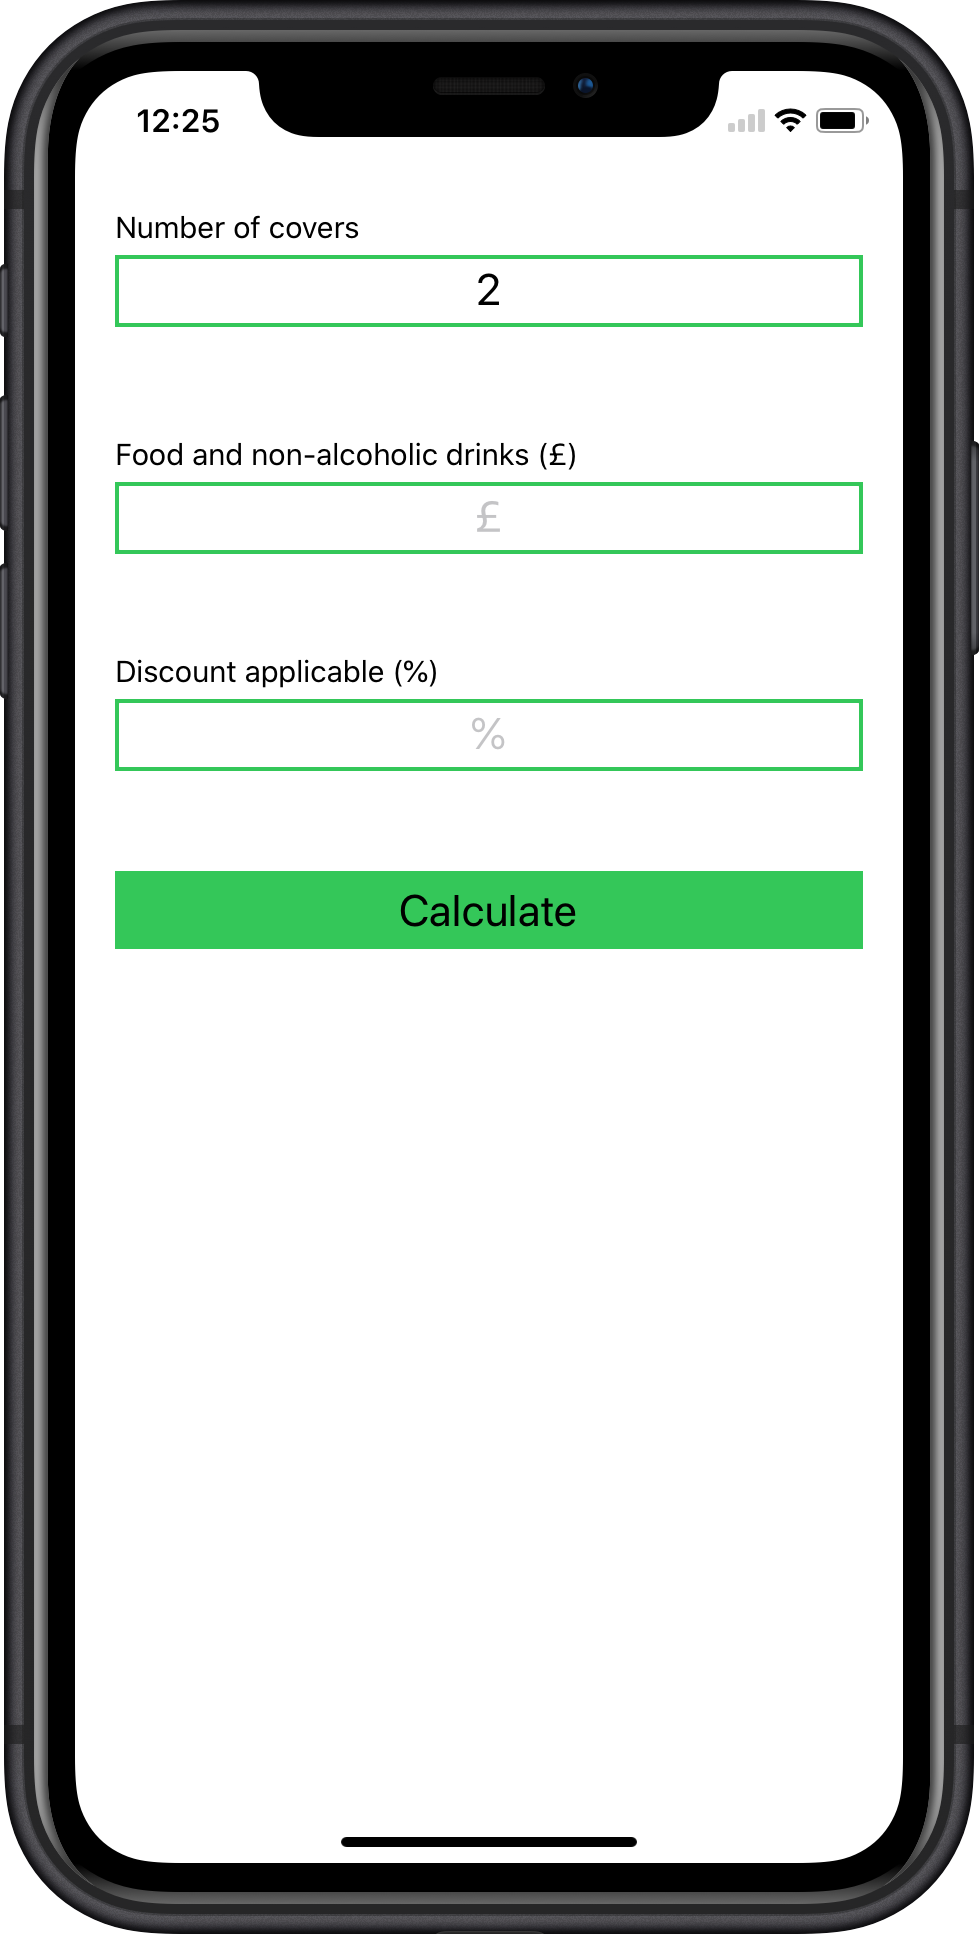 12:25
Number of covers
2
Food and non-alcoholic drinks (£)
£
Discount applicable (%)
%
Calculate